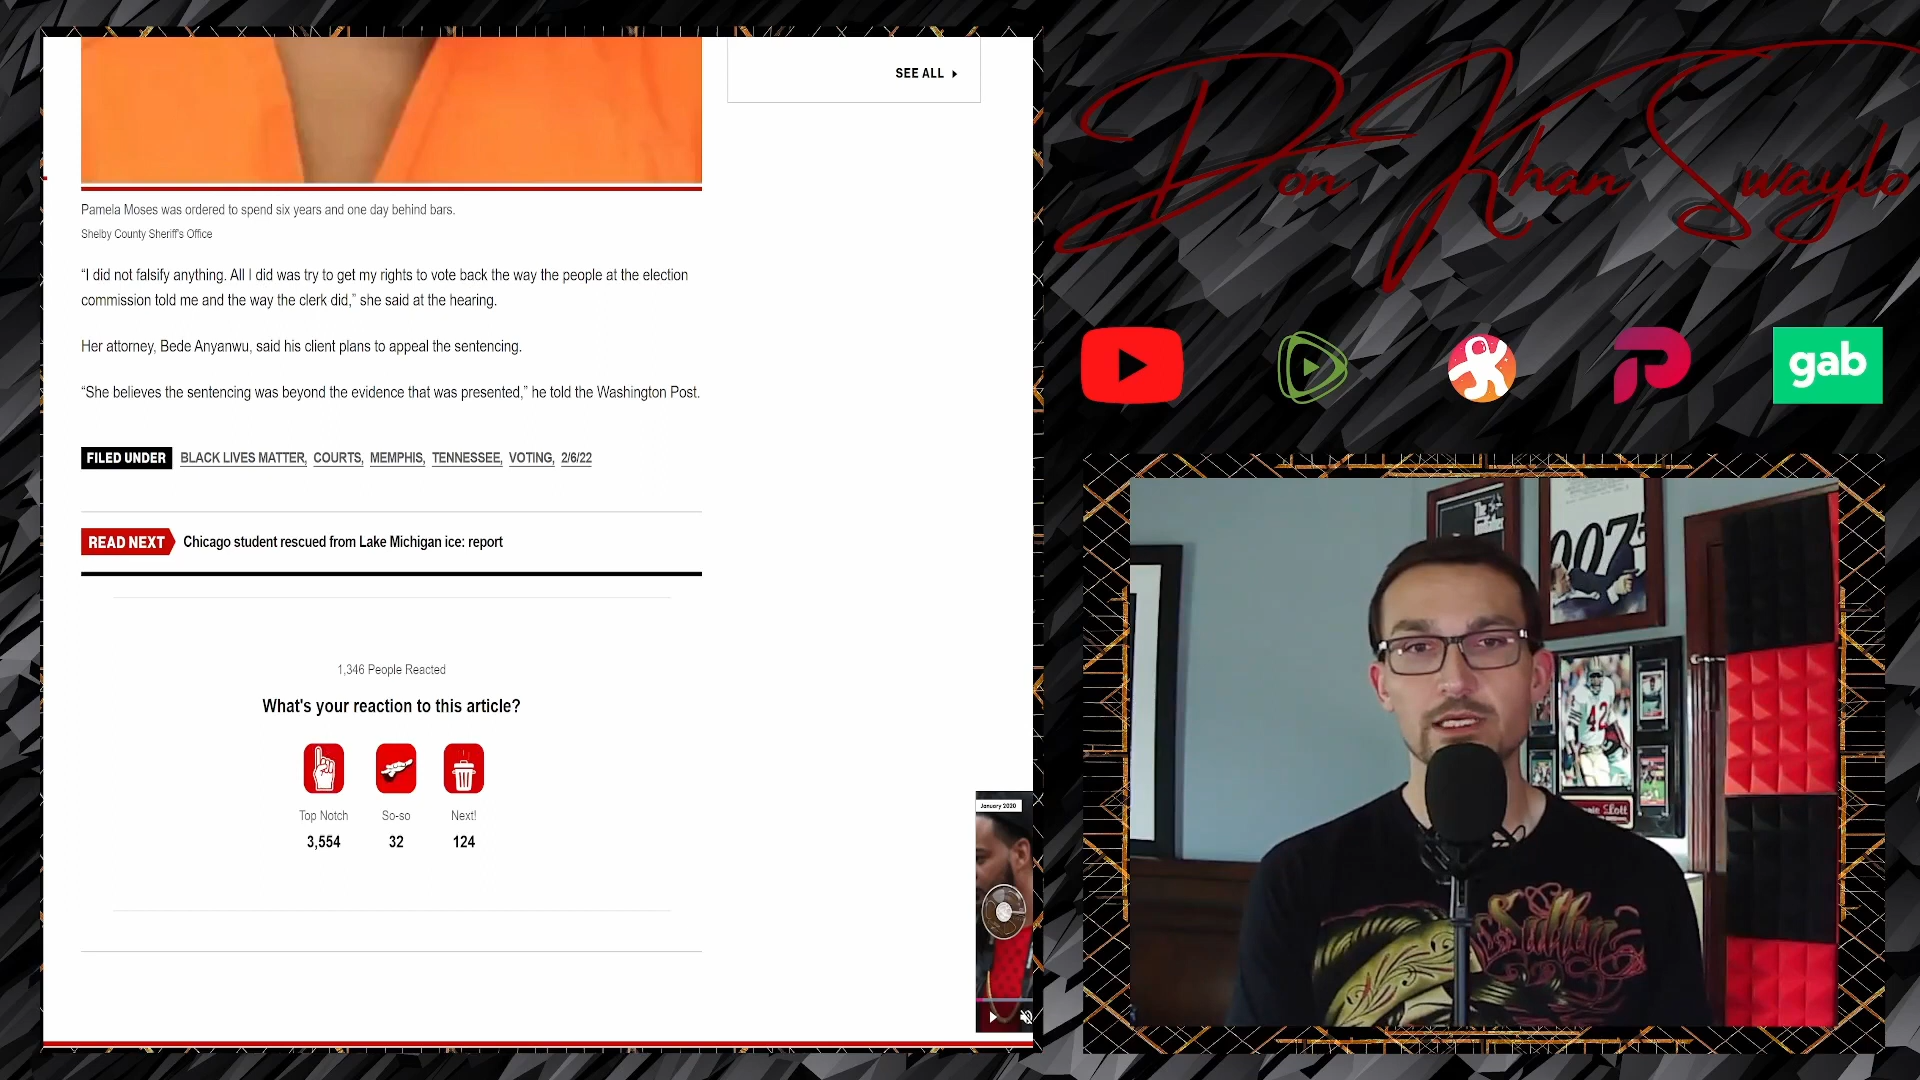 SEE ALL
Pamela Moses was ordered to spend six years and one day behind bars.
Shelby County Sheriff's Office
“I did not falsify anything. All I did was try to get my rights to vote back the way the people at the election
commission told me and the way the clerk did,” she said at the hearing.
Her attorney, Bede Anyanwu, said his client plans to appeal the sentencing.
“She believes the sentencing was beyond the evidence that was presented,” he told the Washington Post.
FILED UNDER BLACK LIVES MATTER, COURTS, MEMPHIS, TENNESSEE, VOTING, 2/6/22
READ NEXT Chicago student rescued from Lake Michigan ice: report
1,346 People Reacted
What's your reaction to this article?
Top Notch So-so Next!
3,554 32 124
January 2020
Don Khan Swaylo
gab
007
42